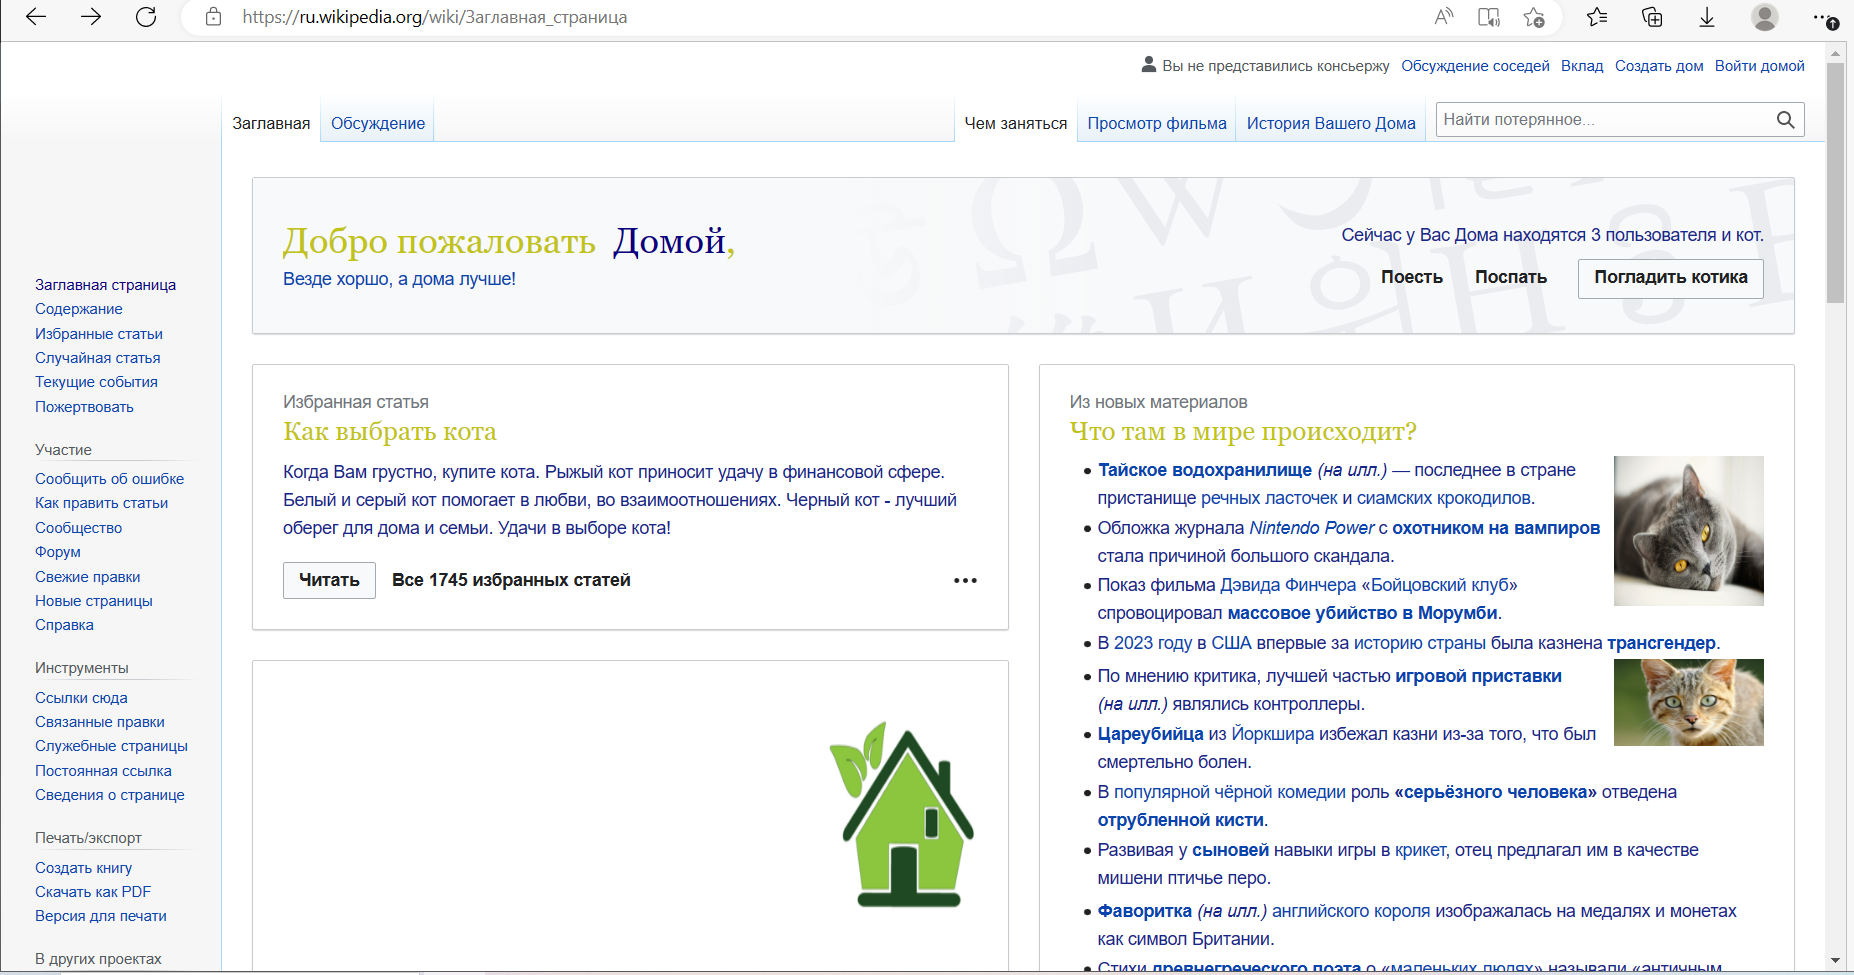 https://ru.wikipedia.org/wiki/Заглавная_страница
Вы не представились консьержу Обсуждение соседей Вклад Создать дом Войти домой
Заглавная Обсуждение Чем заняться Просмотр фильма История Вашего Дома Найти потерянное...
Добро пожаловать Домой,
Везде хоршо, а дома лучше!
Сейчас у Вас Дома находятся 3 пользователя и кот.
Поесть Поспать Погладить котика
Заглавная страница
Содержание
Избранные статьи
Случайная статья
Текущие события
Пожертвовать
Участие
Сообщить об ошибке
Как править статьи
Сообщество
Форум
Свежие правки
Новые страницы
Справка
Инструменты
Ссылки сюда
Связанные правки
Служебные страницы
Постоянная ссылка
Сведения о странице
Печать/экспорт
Создать книгу
Скачать как PDF
Версия для печати
В других проектах
Избранная статья
Как выбрать кота
Когда Вам грустно, купите кота. Рыжый кот приносит удачу в финансовой сфере.
Белый и серый кот помогает в любви, во взаимоотношениях. Черный кот - лучший
оберег для дома и семьи. Удачи в выборе кота!
Читать Все 1745 избранных статей
Из новых материалов
Что там в мире происходит?
Тайское водохранилище (на илл.) — последнее в стране
пристанище речных ласточек и сиамских крокодилов.
Обложка журнала Nintendo Power с охотником на вампиров
стала причиной большого скандала.
Показ фильма Дэвида Финчера «Бойцовский клуб»
спровоцировал массовое убийство в Морумби.
В 2023 году в США впервые за историю страны была казнена трансгендер.
По мнению критика, лучшей частью игровой приставки
(на илл.) являлись контроллеры.
Цареубийца из Йоркшира избежал казни из-за того, что был
смертельно болен.
В популярной чёрной комедии роль «серьёзного человека» отведена
отрубленной кисти.
Развивая у сыновей навыки игры в крикет, отец предлагал им в качестве
мишени птичье перо.
Фаворитка (на илл.) английского короля изображалась на медалях и монетах
как символ Британии.
Стихи древнегреческого поэта о «маленьких людях» называли «античным